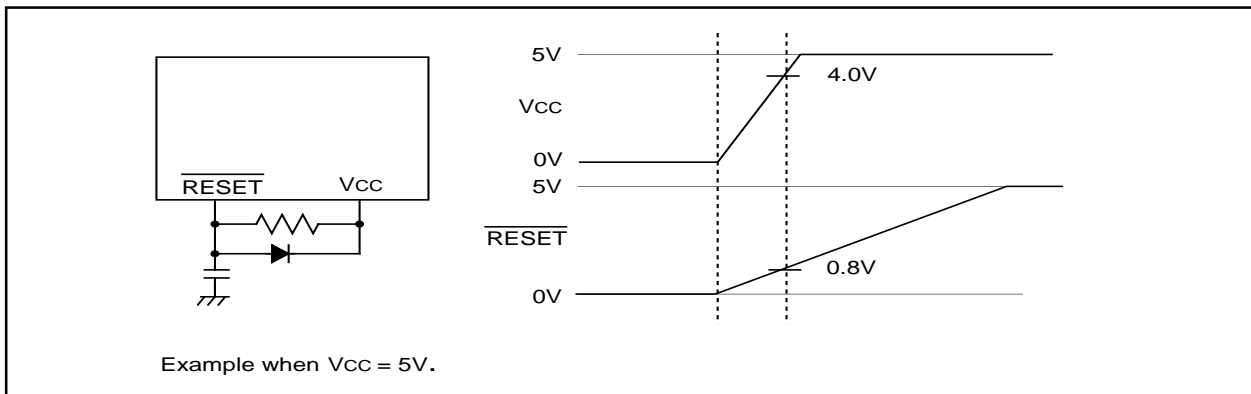 RESET VCC
Example when VCC = 5V.
5V
4.0V
VCC
0V
5V
RESET
0.8V
0V